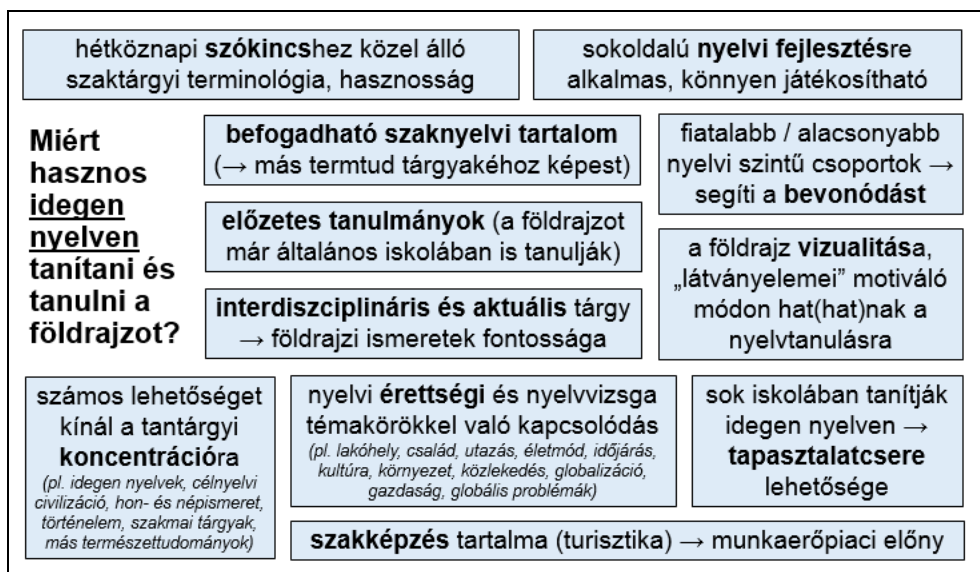 hétköznapi szókincshez közel álló
szaktárgyi terminológia, hasznosság
sokoldalú nyelvi fejlesztésre
alkalmas, könnyen játékosítható
Miért
hasznos
idegen
nyelven
tanítani és
tanulni a
földrajzot?
befogadható szaknyelvi tartalom
(→ más termtud tárgyakéhoz képest)
előzetes tanulmányok (a földrajzot
már általános iskolában is tanulják)
interdiszciplináris és aktuális tárgy
→ földrajzi ismeretek fontossága
fiatalabb / alacsonyabb
nyelvi szintű csoportok →
segíti a bevonódást
a földrajz vizualitása,
„látványelemei” motiváló
módon hat(hat)nak a
nyelvtanulásra
számos lehetőséget
kínál a tantárgyi
koncentrációra
(pl. idegen nyelvek, célnyelvi
civilizáció, hon- és népismeret,
történelem, szakmai tárgyak,
más természettudományok)
nyelvi érettségi és nyelvvizsga
témakörökkel való kapcsolódás
(pl. lakóhely, család, utazás, életmód, időjárás,
kultúra, környezet, közlekedés, globalizáció,
gazdaság, globális problémák)
sok iskolában tanítják
idegen nyelven →
tapasztalatcsere
lehetősége
szakképzés tartalma (turisztika) → munkaerőpiaci előny